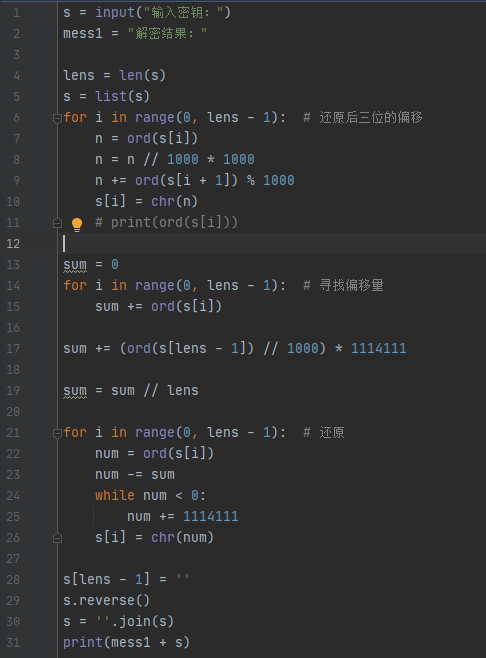 1 s = input("输入密钥：")
2 mess1 = "解密结果："
3
4 lens = len(s)
5 s = list(s)
6 for i in range(0, lens - 1):  # 还原后三位的偏移
7     n = ord(s[i])
8     n = n // 1000 * 1000
9     n += ord(s[i + 1]) % 1000
10     s[i] = chr(n)
11     # print(ord(s[i]))
12
13 sum = 0
14 for i in range(0, lens - 1):  # 寻找偏移量
15     sum += ord(s[i])
16
17 sum += (ord(s[lens - 1]) // 1000) * 1114111
18
19 sum = sum // lens
20
21 for i in range(0, lens - 1):  # 还原
22     num = ord(s[i])
23     num -= sum
24     while num < 0:
25         num += 1114111
26     s[i] = chr(num)
27
28 s[lens - 1] = ''
29 s.reverse()
30 s = ''.join(s)
31 print(mess1 + s)